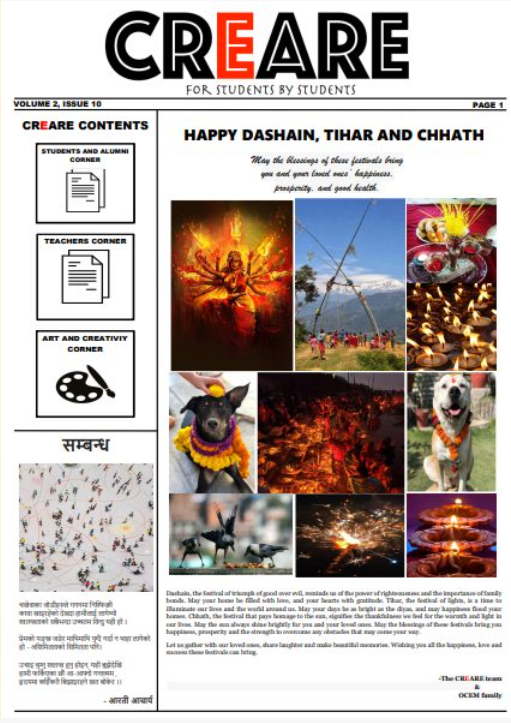 CREARE
FOR STUDENTS BY STUDENTS
VOLUME 2, ISSUE 10
PAGE 1
CREARE CONTENTS
STUDENTS AND ALUMNI
CORNER
TEACHERS CORNER
ART AND CREATIVIY
CORNER
सम्बन्ध
- आरती आचार्य
HAPPY DASHAIN, TIHAR AND CHHATH
May the blessings of these festivals bring
you and your loved ones' happiness,
prosperity, and good health.
Dashain, the festival of triumph of good over evil, reminds us of the power of righteousness and the importance of family
bonds. May your home be filled with love, and your hearts with gratitude. Tihar, the festival of lights, is a time to
illuminate our lives and the world around us. May your days be as bright as the diyas, and may happiness flood your
homes. Chhath, the festival that pays homage to the sun, signifies the thankfulness we feel for the warmth and light in
our lives. May the sun always shine brightly for you and your loved ones. May the blessings of these festivals bring you
happiness, prosperity and the strength to overcome any obstacles that may come your way.
Let us gather with our loved ones, share laughter and make beautiful memories. Wishing you all the happiness, love and
success these festivals can bring.
-The CREARE team
&
OCEM family